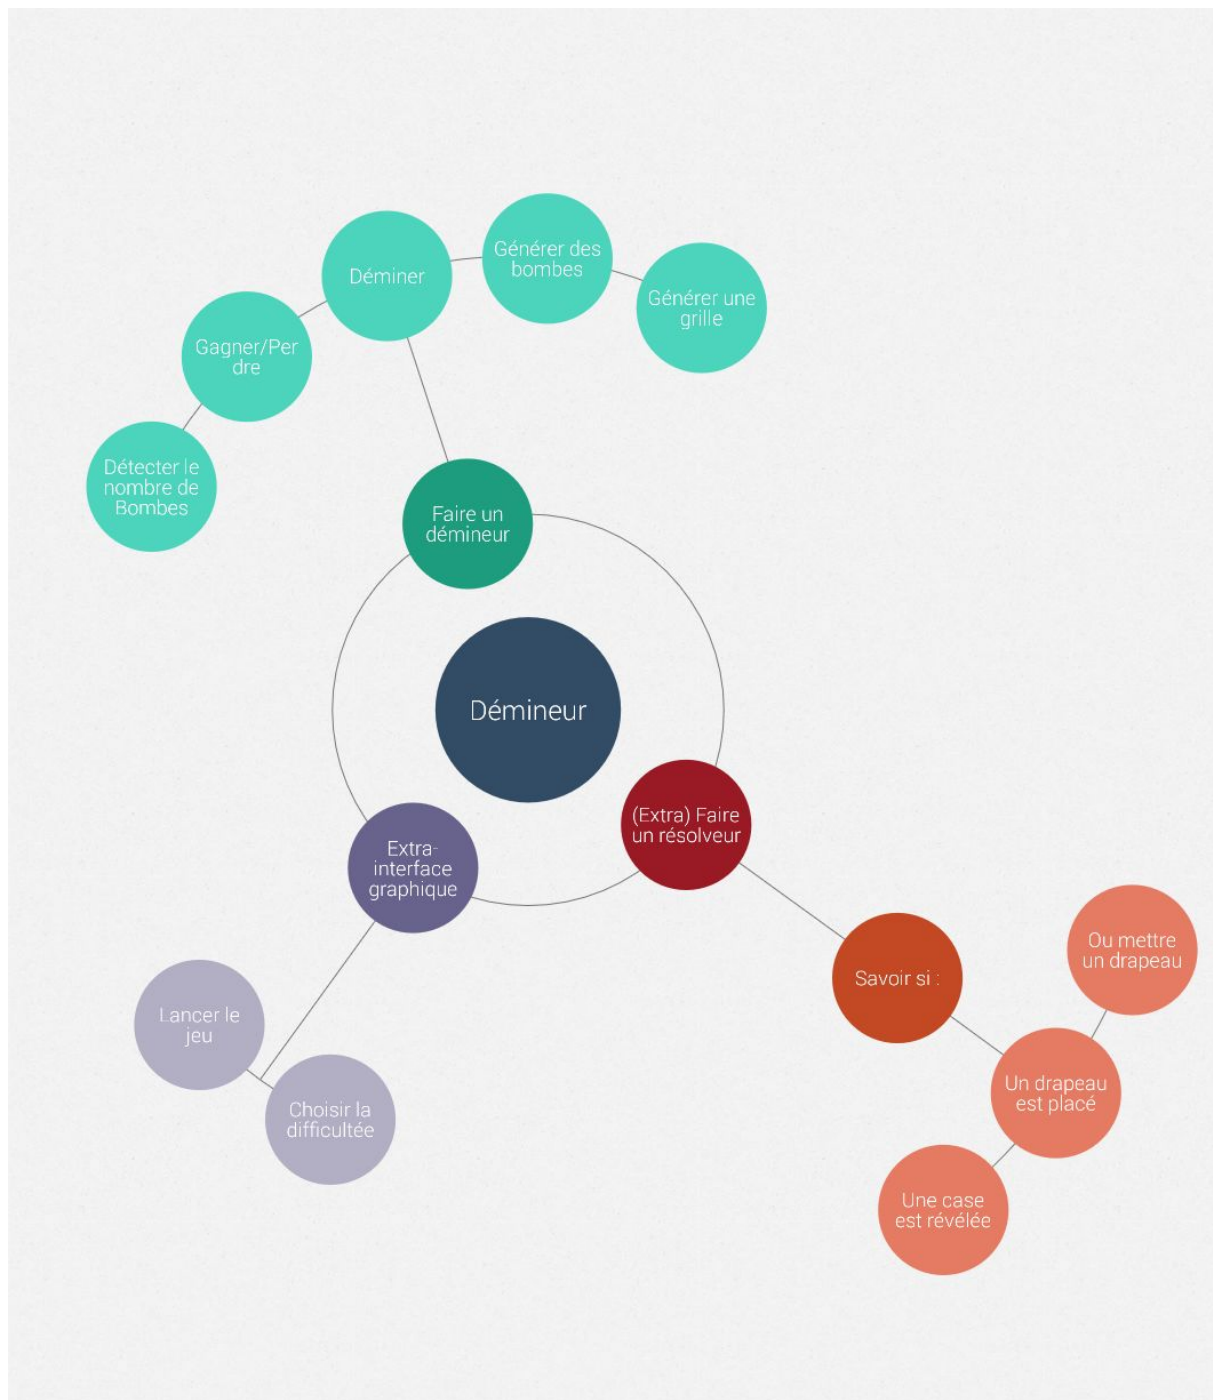 Générer des
bombes
Déminer
Générer une
grille
Gagner/Per
dre
Détecter le
nombre de
Bombes
Faire un
démineur
Démineur
(Extra) Faire
un résolveur
Extra-
interface
graphique
Ou mettre
un drapeau
Savoir si :
Lancer le
jeu
Un drapeau
est placé
Choisir la
difficultée
Une case
est révélée